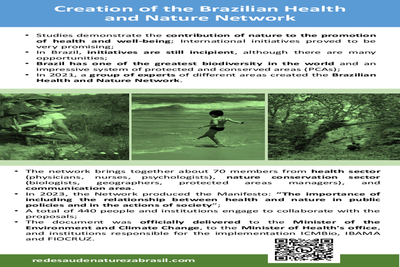 Creation of the Brazilian Health
and Nature Network
• Studies demonstrate the contribution of nature to the promotion
of health and well-being; International initiatives proved to be
very promising;
• In Brazil, initiatives are still incipient, although there are many
opportunities;
• Brazil has one of the greatest biodiversity in the world and an
impressive system of protected and conserved areas (PCAs);
• In 2021, a group of experts of different areas created the Brazilian
Health and Nature Network.
• The network brings together about 70 members from health sector
(physicians, nurses, psychologists), nature conservation sector
(biologists, geographers, protected areas managers), and
communication area.
• In 2023, the Network produced the Manifesto: “The importance of
including the relationship between health and nature in public
policies and in the actions of society”;
• A total of 440 people and institutions engage to collaborate with the
proposals;
• The document was officially delivered to the Minister of the
Environment and Climate Change, to the Minister of Health's office,
and institutions responsible for the implementation ICMBio, IBAMA
and FIOCRUZ.
redesaudenaturezabrasil.com